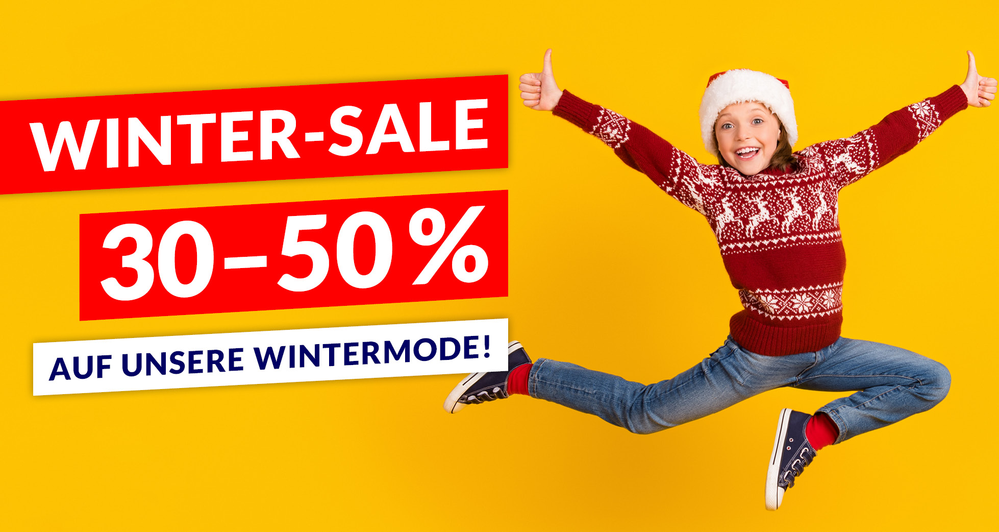 WINTER-SALE
30–50 %
AUF UNSERE WINTERMODE!